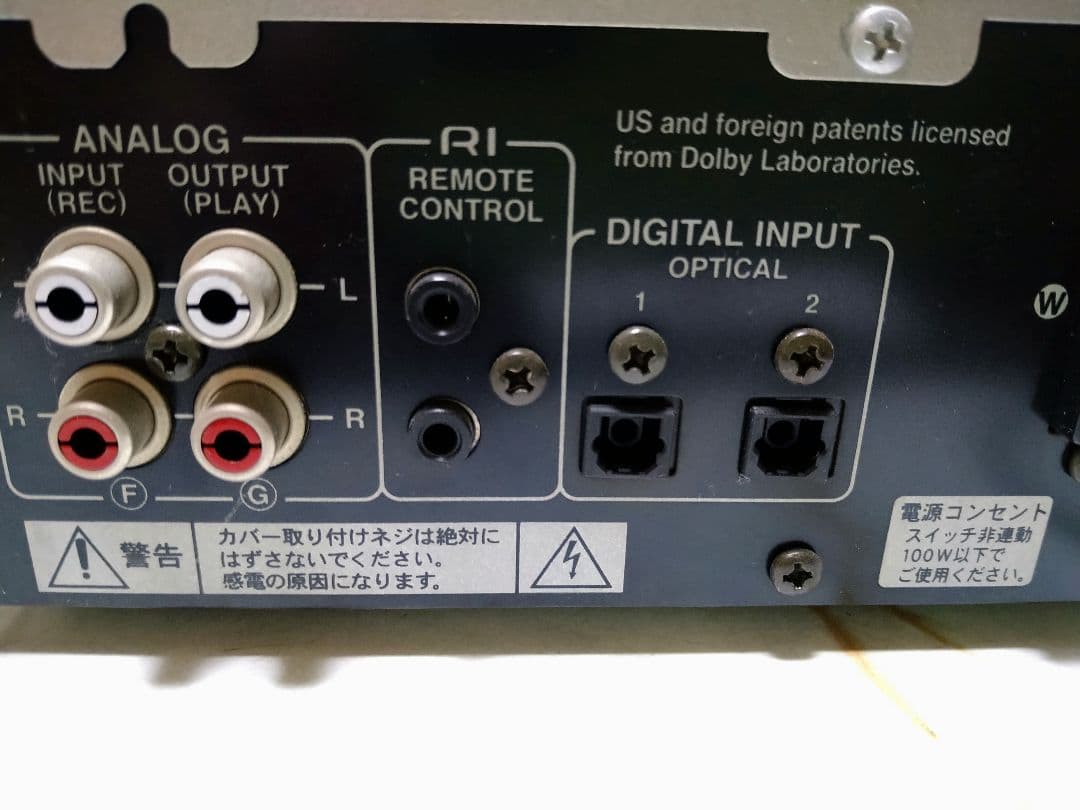 ANALOG
INPUT
(REC)
OUTPUT
(PLAY)
L
R
R
F
G
RI
REMOTE
CONTROL
US and foreign patents licensed
from Dolby Laboratories.
DIGITAL INPUT
OPTICAL
1
2
W
警告
カバー取り付けネジは絶対に
はずさないでください。
感電の原因になります。
電源コンセント
スイッチ非連動
100W以下で
ご使用ください。